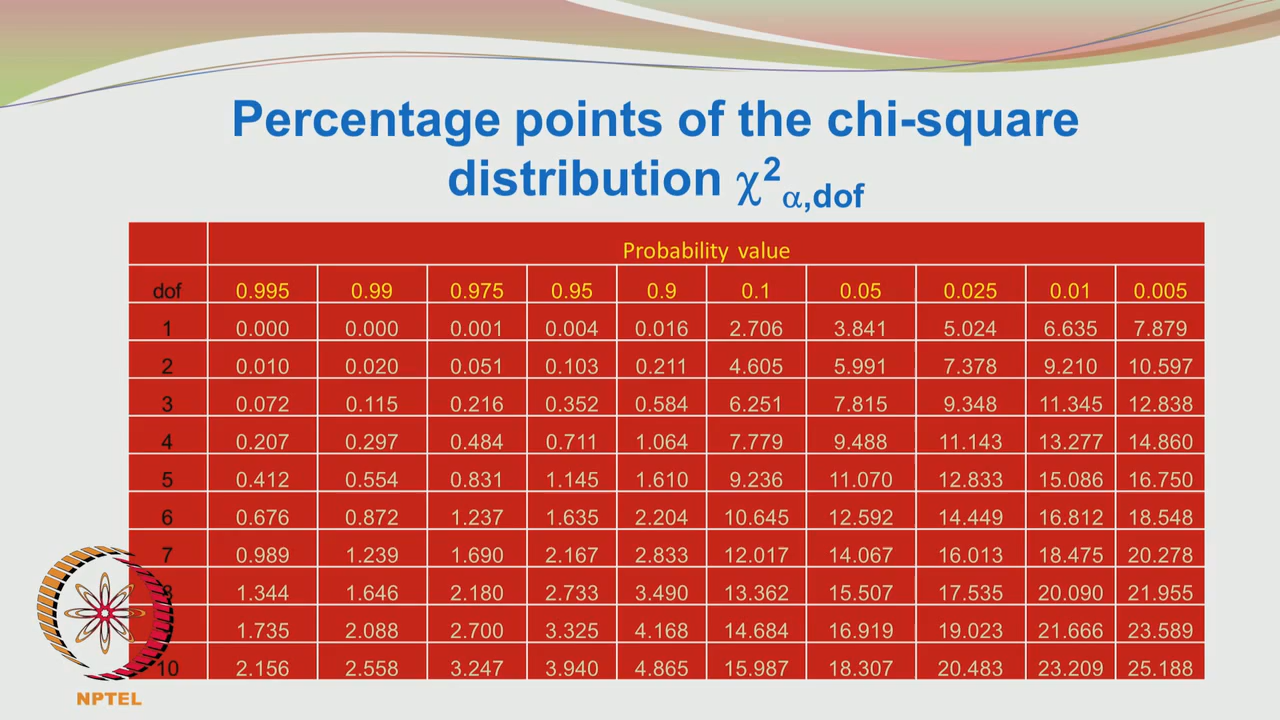 Percentage points of the chi-square
distribution χ²α,dof
Probability value
dof 0.995 0.99 0.975 0.95 0.9 0.1 0.05 0.025 0.01 0.005
1 0.000 0.000 0.001 0.004 0.016 2.706 3.841 5.024 6.635 7.879
2 0.010 0.020 0.051 0.103 0.211 4.605 5.991 7.378 9.210 10.597
3 0.072 0.115 0.216 0.352 0.584 6.251 7.815 9.348 11.345 12.838
4 0.207 0.297 0.484 0.711 1.064 7.779 9.488 11.143 13.277 14.860
5 0.412 0.554 0.831 1.145 1.610 9.236 11.070 12.833 15.086 16.750
6 0.676 0.872 1.237 1.635 2.204 10.645 12.592 14.449 16.812 18.548
7 0.989 1.239 1.690 2.167 2.833 12.017 14.067 16.013 18.475 20.278
1.344 1.646 2.180 2.733 3.490 13.362 15.507 17.535 20.090 21.955
1.735 2.088 2.700 3.325 4.168 14.684 16.919 19.023 21.666 23.589
10 2.156 2.558 3.247 3.940 4.865 15.987 18.307 20.483 23.209 25.188
NPTEL